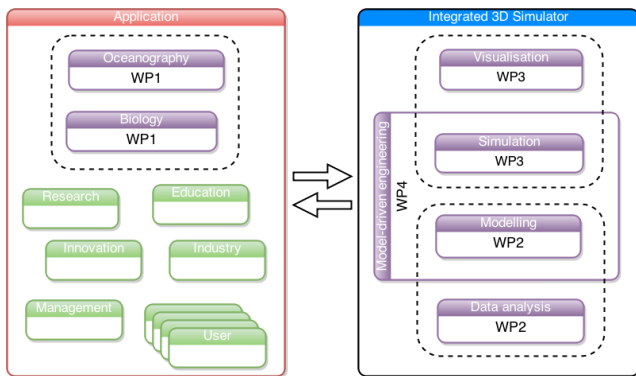 Application
Oceanography
WP1
Biology
WP1
Research
Education
Innovation
Industry
Management
User
Integrated 3D Simulator
Visualisation
WP3
Model-driven engineering
WP4
Simulation
WP3
Modelling
WP2
Data analysis
WP2